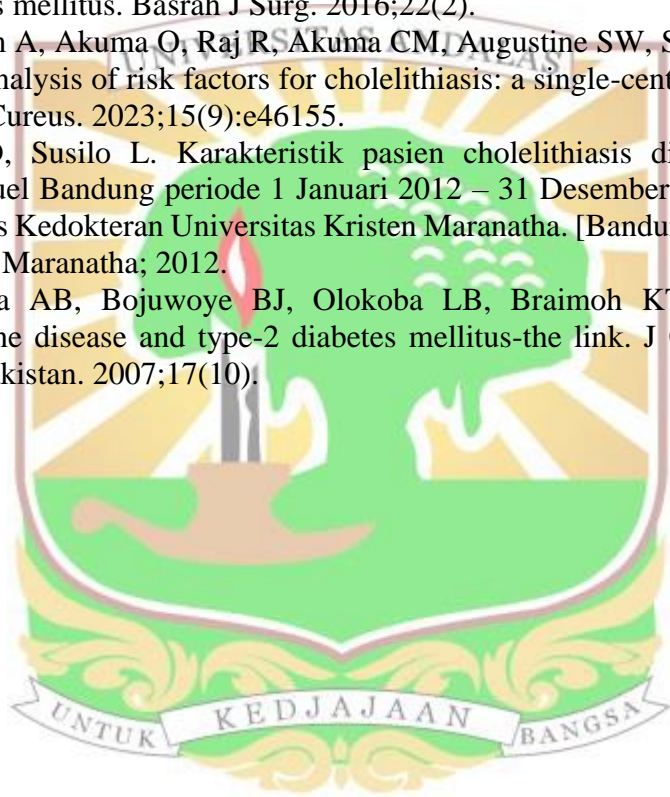 s mellitus. Basrah J Surg. 2016;22(2).
UNIVERSITAS ANDALAS
n A, Akuma O, Raj R, Akuma CM, Augustine SW, S
nalysis of risk factors for cholelithiasis: a single-cent
Cureus. 2023;15(9):e46155.
D, Susilo L. Karakteristik pasien cholelithiasis di
uel Bandung periode 1 Januari 2012 – 31 Desember
s Kedokteran Universitas Kristen Maranatha. [Bandu
Maranatha; 2012.
a AB, Bojuwoye BJ, Olokoba LB, Braimoh KT
ne disease and type-2 diabetes mellitus-the link. J
kistan. 2007;17(10).
UNTUK KEDJAJAAN BANGSA